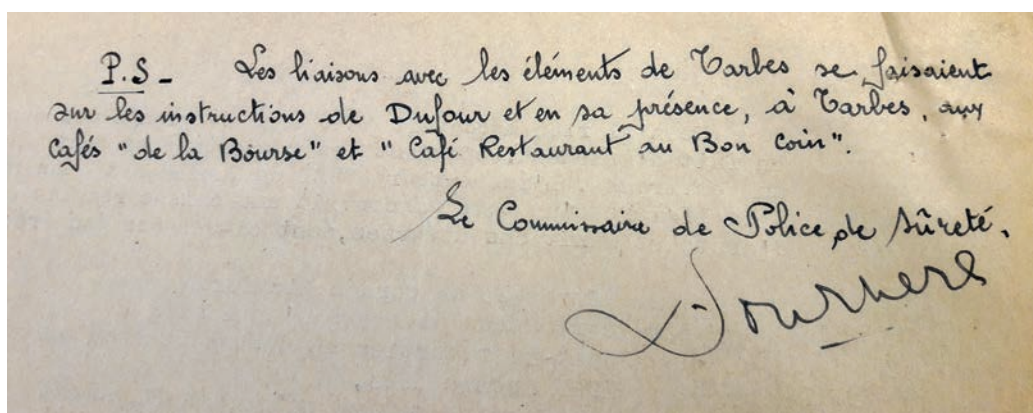 P.S - Les liaisons avec les éléments de Tarbes se faisaient
sur les instructions de Dufour et en sa présence, à Tarbes, aux
Cafés "de la Bourse" et " Café Restaurant au Bon Coin".
Le Commissaire de Police de Sûreté.